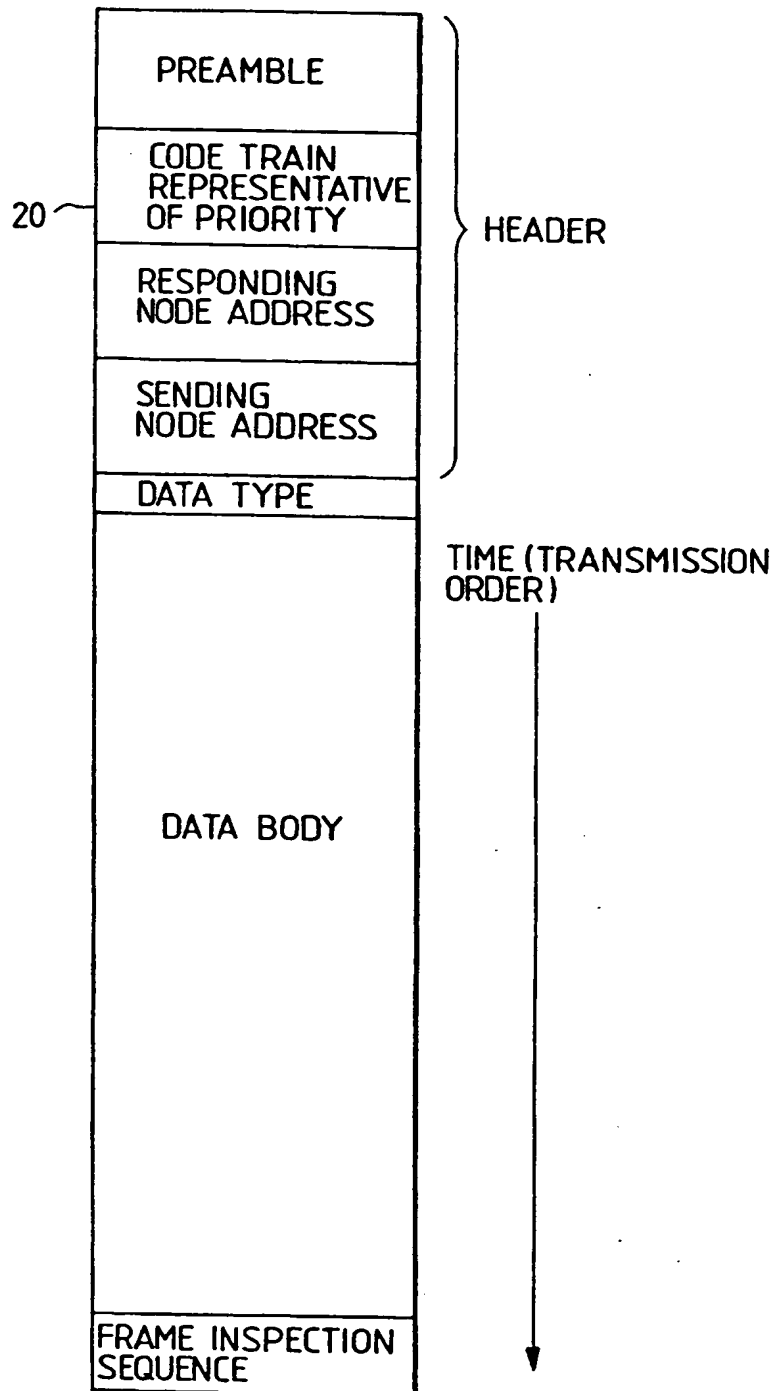 PREAMBLE
CODE TRAIN
REPRESENTATIVE
OF PRIORITY
20
HEADER
RESPONDING
NODE ADDRESS
SENDING
NODE ADDRESS
DATA TYPE
TIME (TRANSMISSION
ORDER)
DATA BODY
FRAME INSPECTION
SEQUENCE